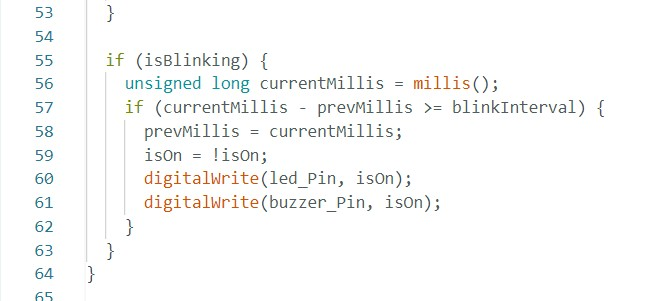 53 }
54
55 if (isBlinking) {
56 unsigned long currentMillis = millis();
57 if (currentMillis - prevMillis >= blinkInterval) {
58 prevMillis = currentMillis;
59 isOn = !isOn;
60 digitalWrite(led_Pin, isOn);
61 digitalWrite(buzzer_Pin, isOn);
62 }
63 }
64 }
65